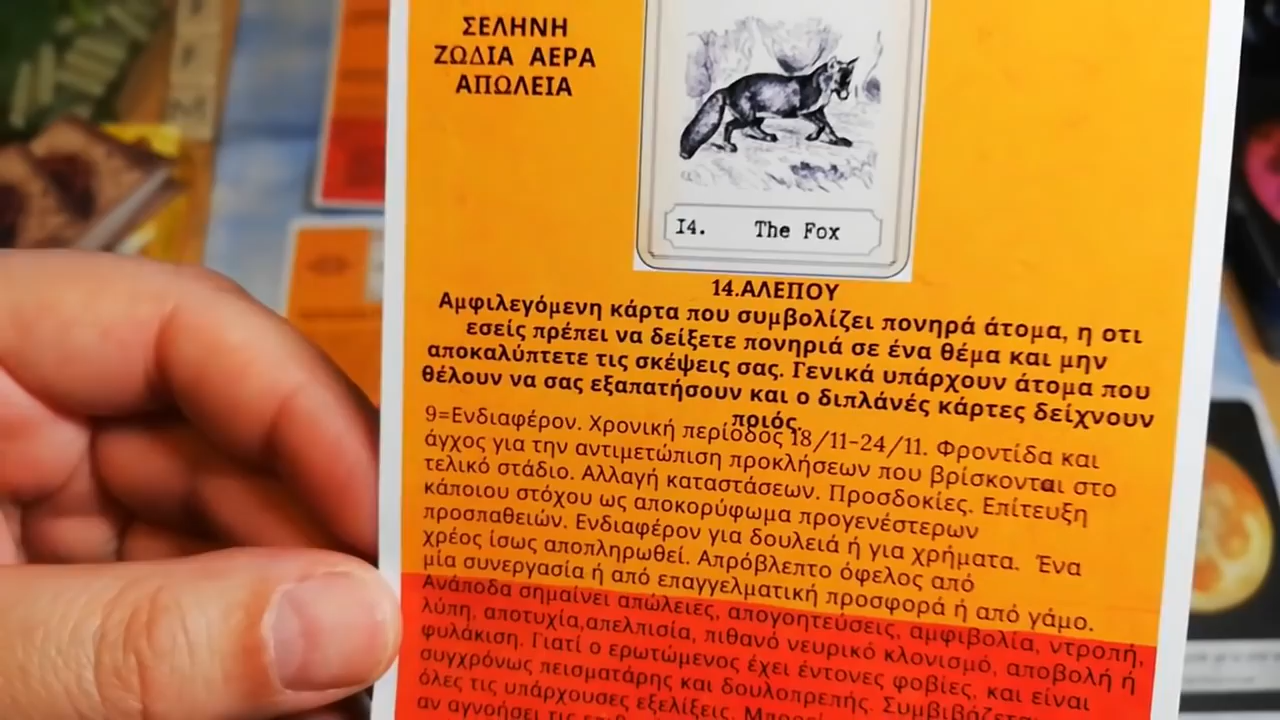 ΣΕΛΗΝΗ
ΖΩΔΙΑ ΑΕΡΑ
ΑΠΩΛΕΙΑ
14. The Fox
14.ΑΛΕΠΟΥ
Αμφιλεγόμενη κάρτα που συμβολίζει πονηρά άτομα, η οτι
εσείς πρέπει να δείξετε πονηριά σε ένα θέμα και μην
αποκαλύπτετε τις σκέψεις σας. Γενικά υπάρχουν άτομα που
θέλουν να σας εξαπατήσουν και ο διπλάνές κάρτες δείχνουν
ποιός.
9=Ενδιαφέρον. Χρονική περίοδος 18/11-24/11. Φροντίδα και
άγχος για την αντιμετώπιση προκλήσεων που βρίσκονται στο
τελικό στάδιο. Αλλαγή καταστάσεων. Προσδοκίες. Επίτευξη
κάποιου στόχου ως αποκορύφωμα προγενέστερων
προσπαθειών. Ενδιαφέρον για δουλειά ή για χρήματα. Ένα
χρέος ίσως αποπληρωθεί. Απρόβλεπτο όφελος από
μία συνεργασία ή από επαγγελματική προσφορά ή από γάμο.
Ανάποδα σημαίνει απώλειες, απογοητεύσεις, αμφιβολία, ντροπή,
λύπη, αποτυχία,απελπισία, πιθανό νευρικό κλονισμό, αποβολή ή
φυλάκιση. Γιατί ο ερωτώμενος έχει έντονες φοβίες, και είναι
συγχρόνως πεισματάρης και δουλοπρεπής. Συμβιβάζεται
όλες τις υπάρχουσες εξελίξεις.
αν αγνοήσει τις